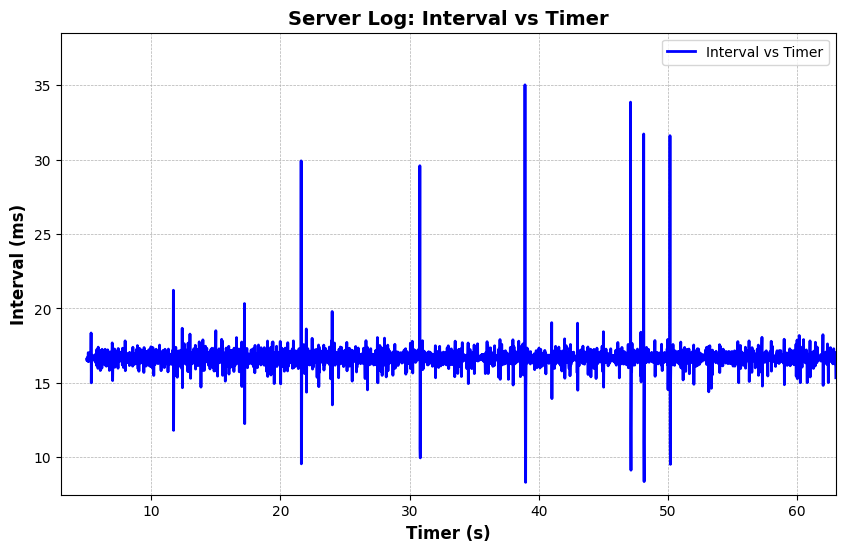 Server Log: Interval vs Timer
Interval vs Timer
35
30
25
20
15
10
Interval (ms)
10 20 30 40 50 60
Timer (s)